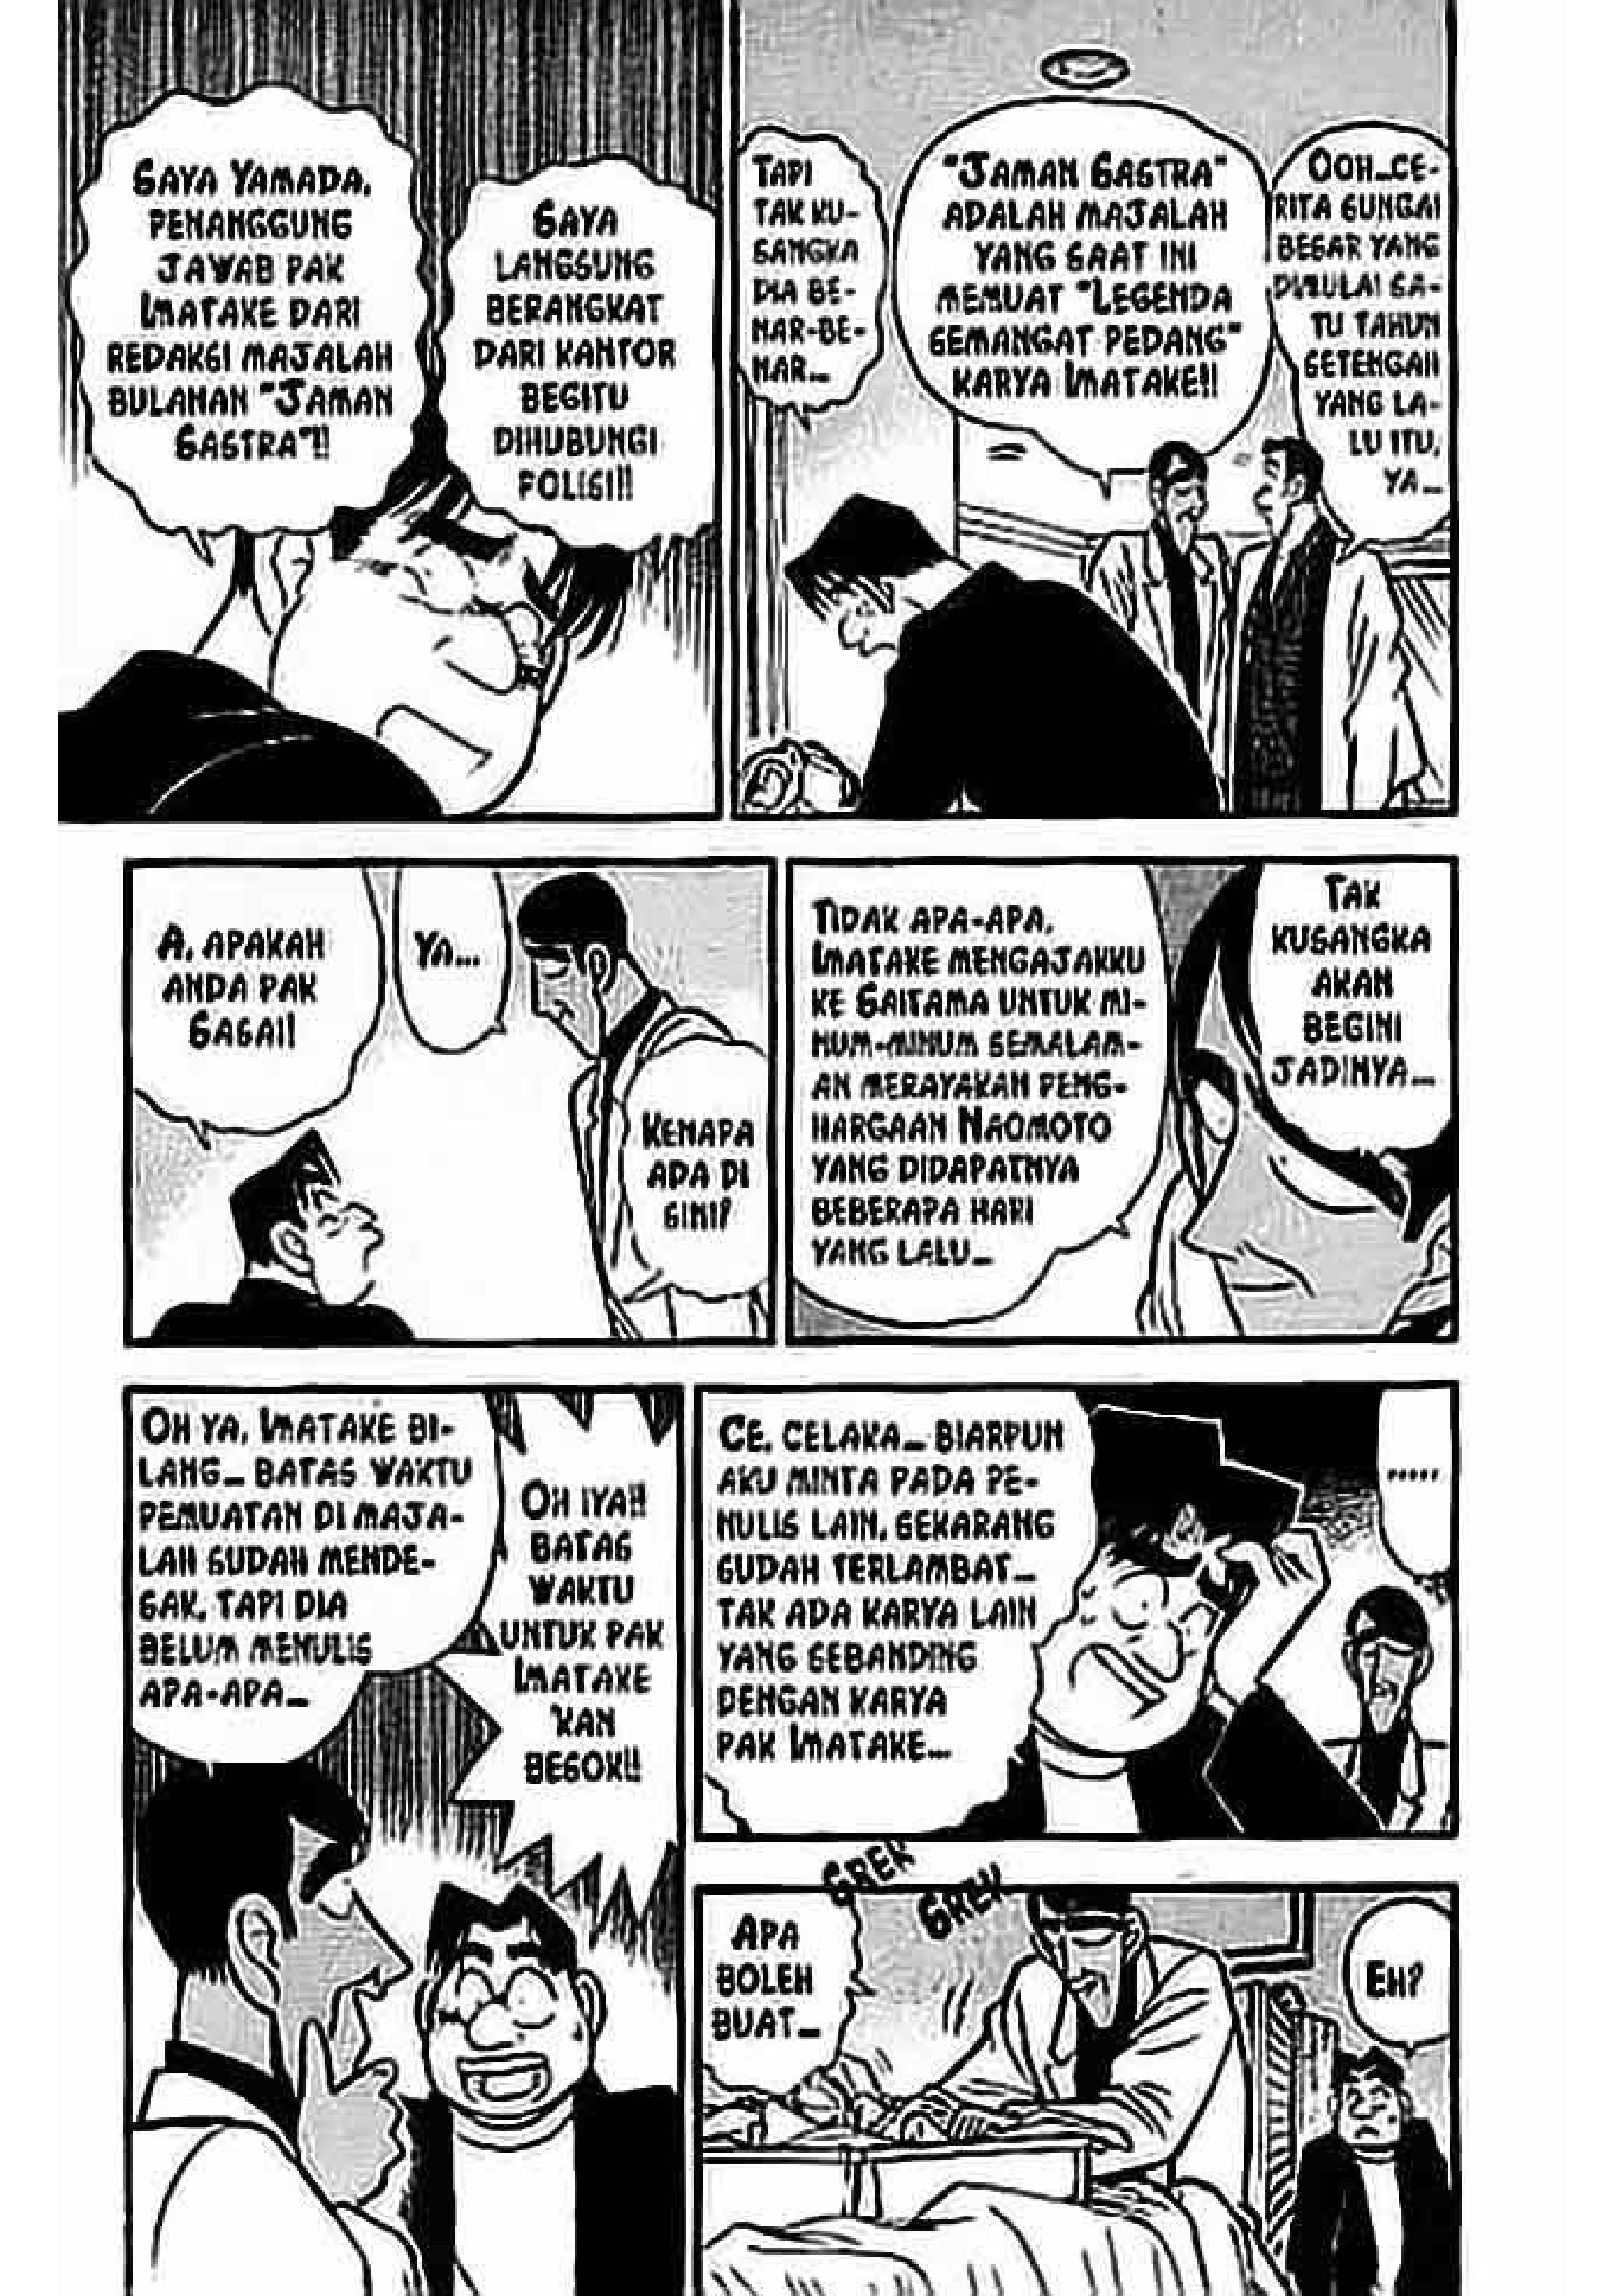 OOH...CE-
RITA SUNGAI
BESAR YANG
DIMULAI SA-
TU TAHUN
SETENGAH
YANG LA-
LU ITU,
YA...
"JAMAN SASTRA"
ADALAH MAJALAH
YANG SAAT INI
MEMUAT "LEGENDA
SEMANGAT PEDANG"
KARYA IMATAKE!!
TAPI
TAK KU-
SANGKA
DIA BE-
NAR-BE-
NAR...
SAYA
LANGSUNG
BERANGKAT
DARI KANTOR
BEGITU
DIHUBUNGI
POLISI!!
SAYA YAMADA,
PENANGGUNG
JAWAB PAK
IMATAKE DARI
REDAKSI MAJALAH
BULANAN "JAMAN
SASTRA"!!
TAK
KUSANGKA
AKAN
BEGINI
JADINYA...
TIDAK APA-APA,
IMATAKE MENGAJAKKU
KE SAITAMA UNTUK MI-
NUM-MINUM SEMALAM-
AN MERAYAKAN PENG-
HARGAAN NAOMOTO
YANG DIDAPATNYA
BEBERAPA HARI
YANG LALU...
KENAPA
ADA DI
SINI?
YA...
A, APAKAH
ANDA PAK
SASAI!
.....
CE, CELAKA... BIARPUN
AKU MINTA PADA PE-
NULIS LAIN, SEKARANG
SUDAH TERLAMBAT...
TAK ADA KARYA LAIN
YANG SEBANDING
DENGAN KARYA
PAK IMATAKE...
OH IYA!!
BATAS
WAKTU
UNTUK PAK
IMATAKE
'KAN
BESOK!!
OH YA, IMATAKE BI-
LANG... BATAS WAKTU
PEMUATAN DI MAJA-
LAH SUDAH MENDE-
SAK, TAPI DIA
BELUM MENULIS
APA-APA...
EH?
GREK
GREK
APA
BOLEH
BUAT...